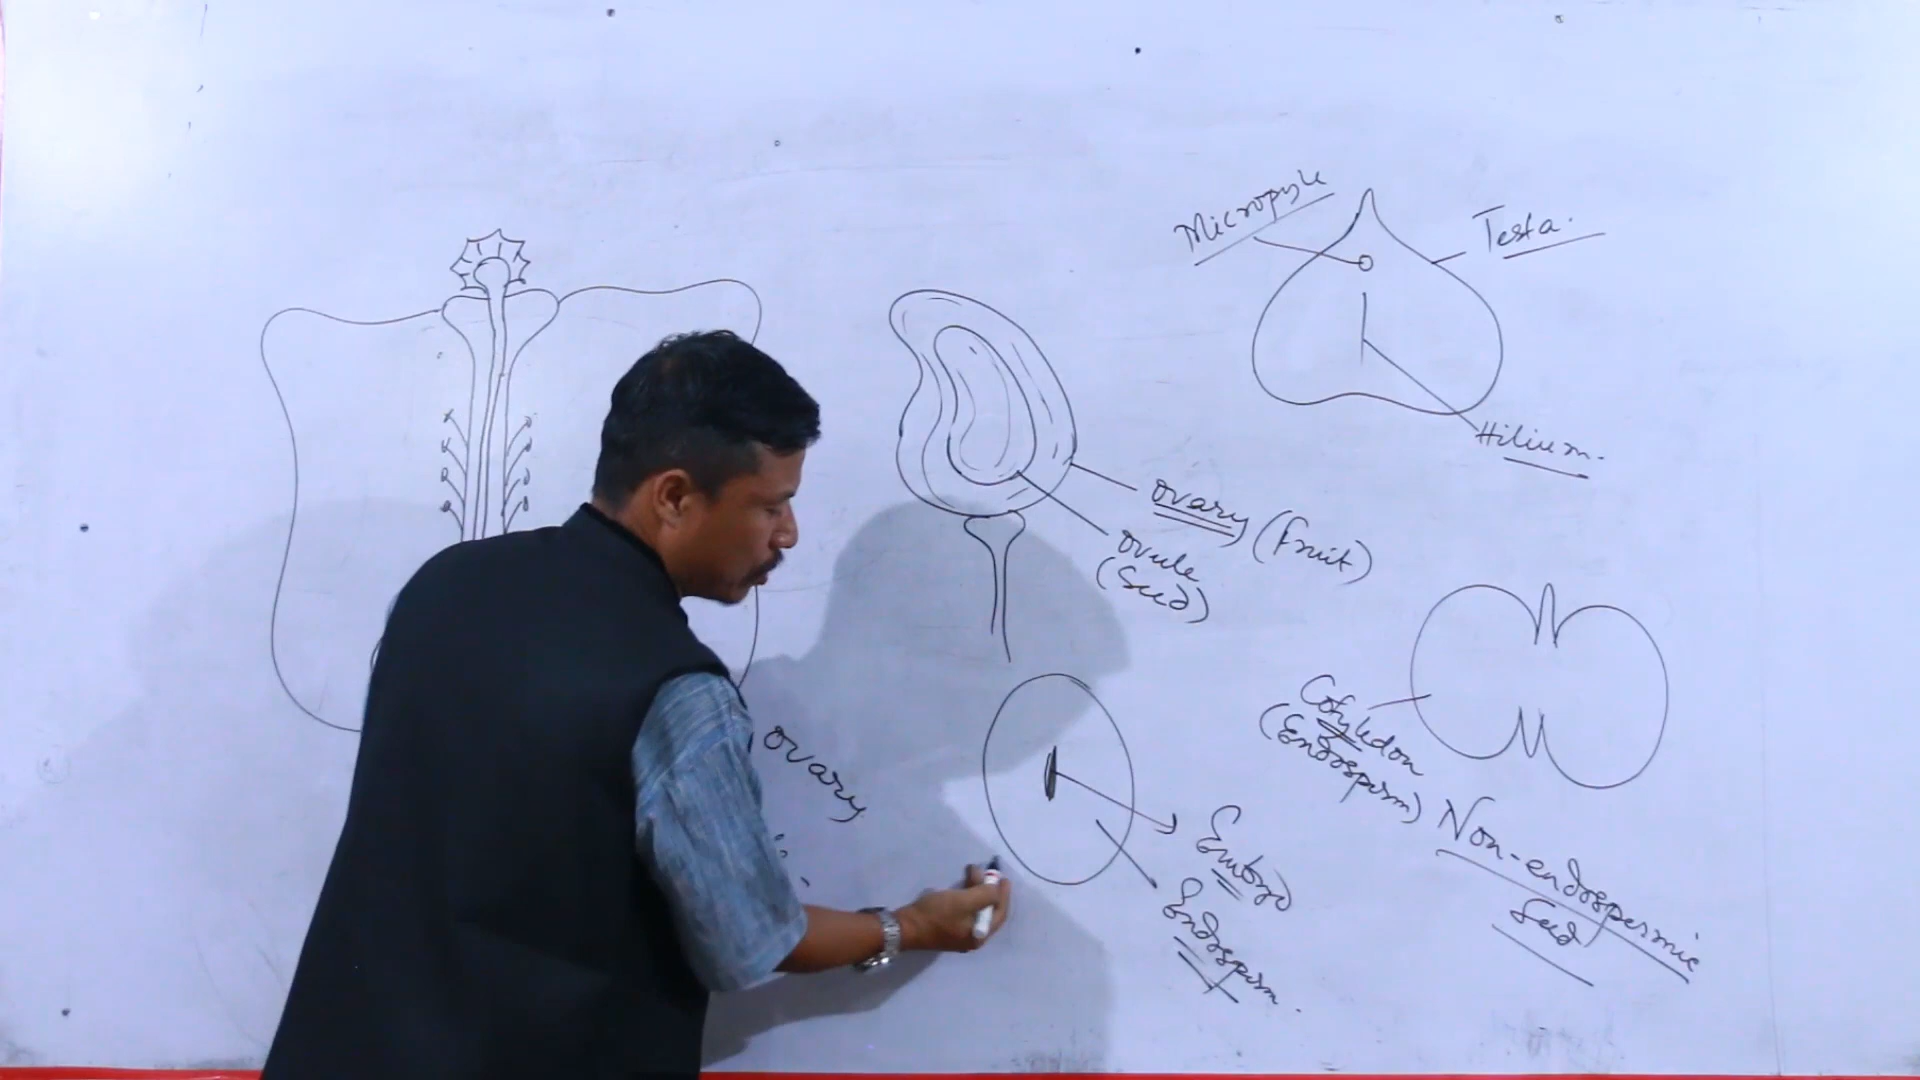 Micropyle
Testa.
Hilium.
ovary (Fruit)
ovule
(Seed)
Cotyledon
(Endosperm)
Non-endospermic
Seed
ovary
Embryo
Endosperm.